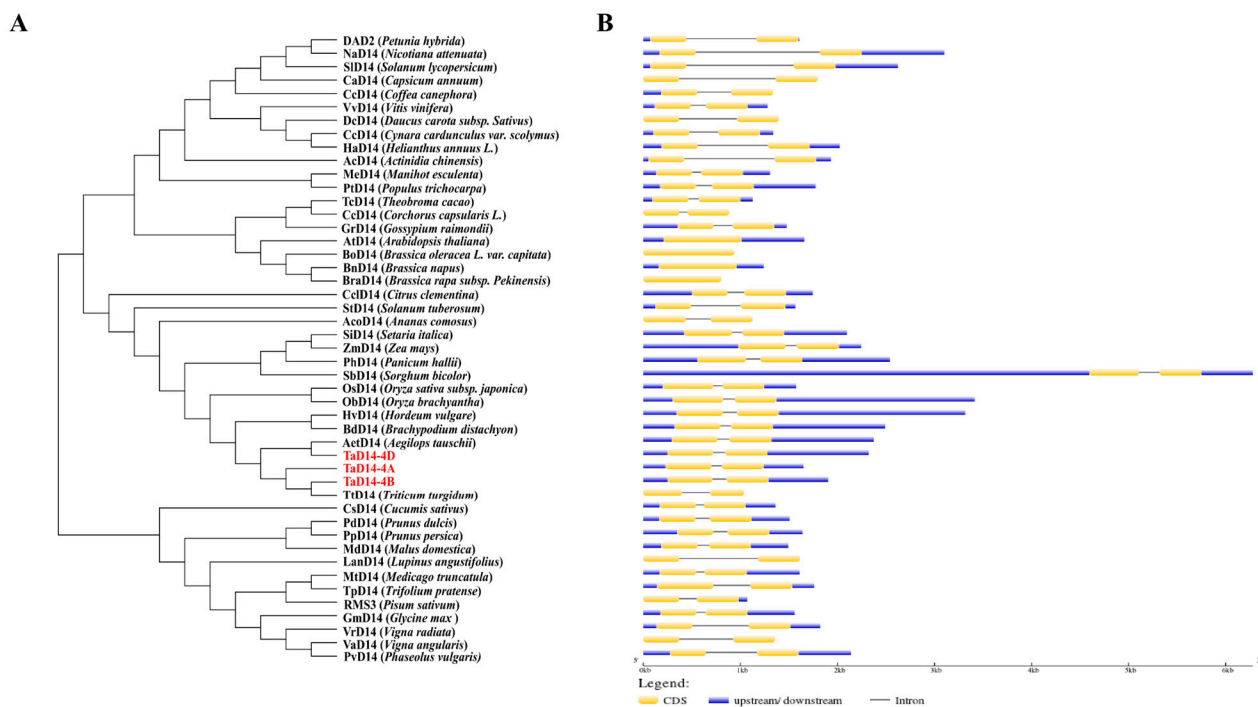 A
B
DAD2 (Petunia hybrida)
NaD14 (Nicotiana attenuata)
SlD14 (Solanum lycopersicum)
CaD14 (Capsicum annuum)
CcD14 (Coffea canephora)
VvD14 (Vitis vinifera)
DcD14 (Daucus carota subsp. Sativus)
CcD14 (Cynara cardunculus var. scolymus)
HaD14 (Helianthus annuus L.)
AcD14 (Actinidia chinensis)
MeD14 (Manihot esculenta)
PtD14 (Populus trichocarpa)
TcD14 (Theobroma cacao)
CcD14 (Corchorus capsularis L.)
GrD14 (Gossypium raimondii)
AtD14 (Arabidopsis thaliana)
BoD14 (Brassica oleracea L. var. capitata)
BnD14 (Brassica napus)
BraD14 (Brassica rapa subsp. Pekinensis)
CclD14 (Citrus clementina)
StD14 (Solanum tuberosum)
AcoD14 (Ananas comosus)
SiD14 (Setaria italica)
ZmD14 (Zea mays)
PhD14 (Panicum hallii)
SbD14 (Sorghum bicolor)
OsD14 (Oryza sativa subsp. japonica)
ObD14 (Oryza brachyantha)
HvD14 (Hordeum vulgare)
BdD14 (Brachypodium distachyon)
AetD14 (Aegilops tauschii)
TaD14-4D
TaD14-4A
TaD14-4B
TtD14 (Triticum turgidum)
CsD14 (Cucumis sativus)
PdD14 (Prunus dulcis)
PpD14 (Prunus persica)
MdD14 (Malus domestica)
LanD14 (Lupinus angustifolius)
MtD14 (Medicago truncatula)
TpD14 (Trifolium pratense)
RMS3 (Pisum sativum)
GmD14 (Glycine max )
VrD14 (Vigna radiata)
VaD14 (Vigna angularis)
PvD14 (Phaseolus vulgaris)
5'
0kb 1kb 2kb 3kb 4kb 5kb 6kb
Legend:
CDS upstream/ downstream Intron